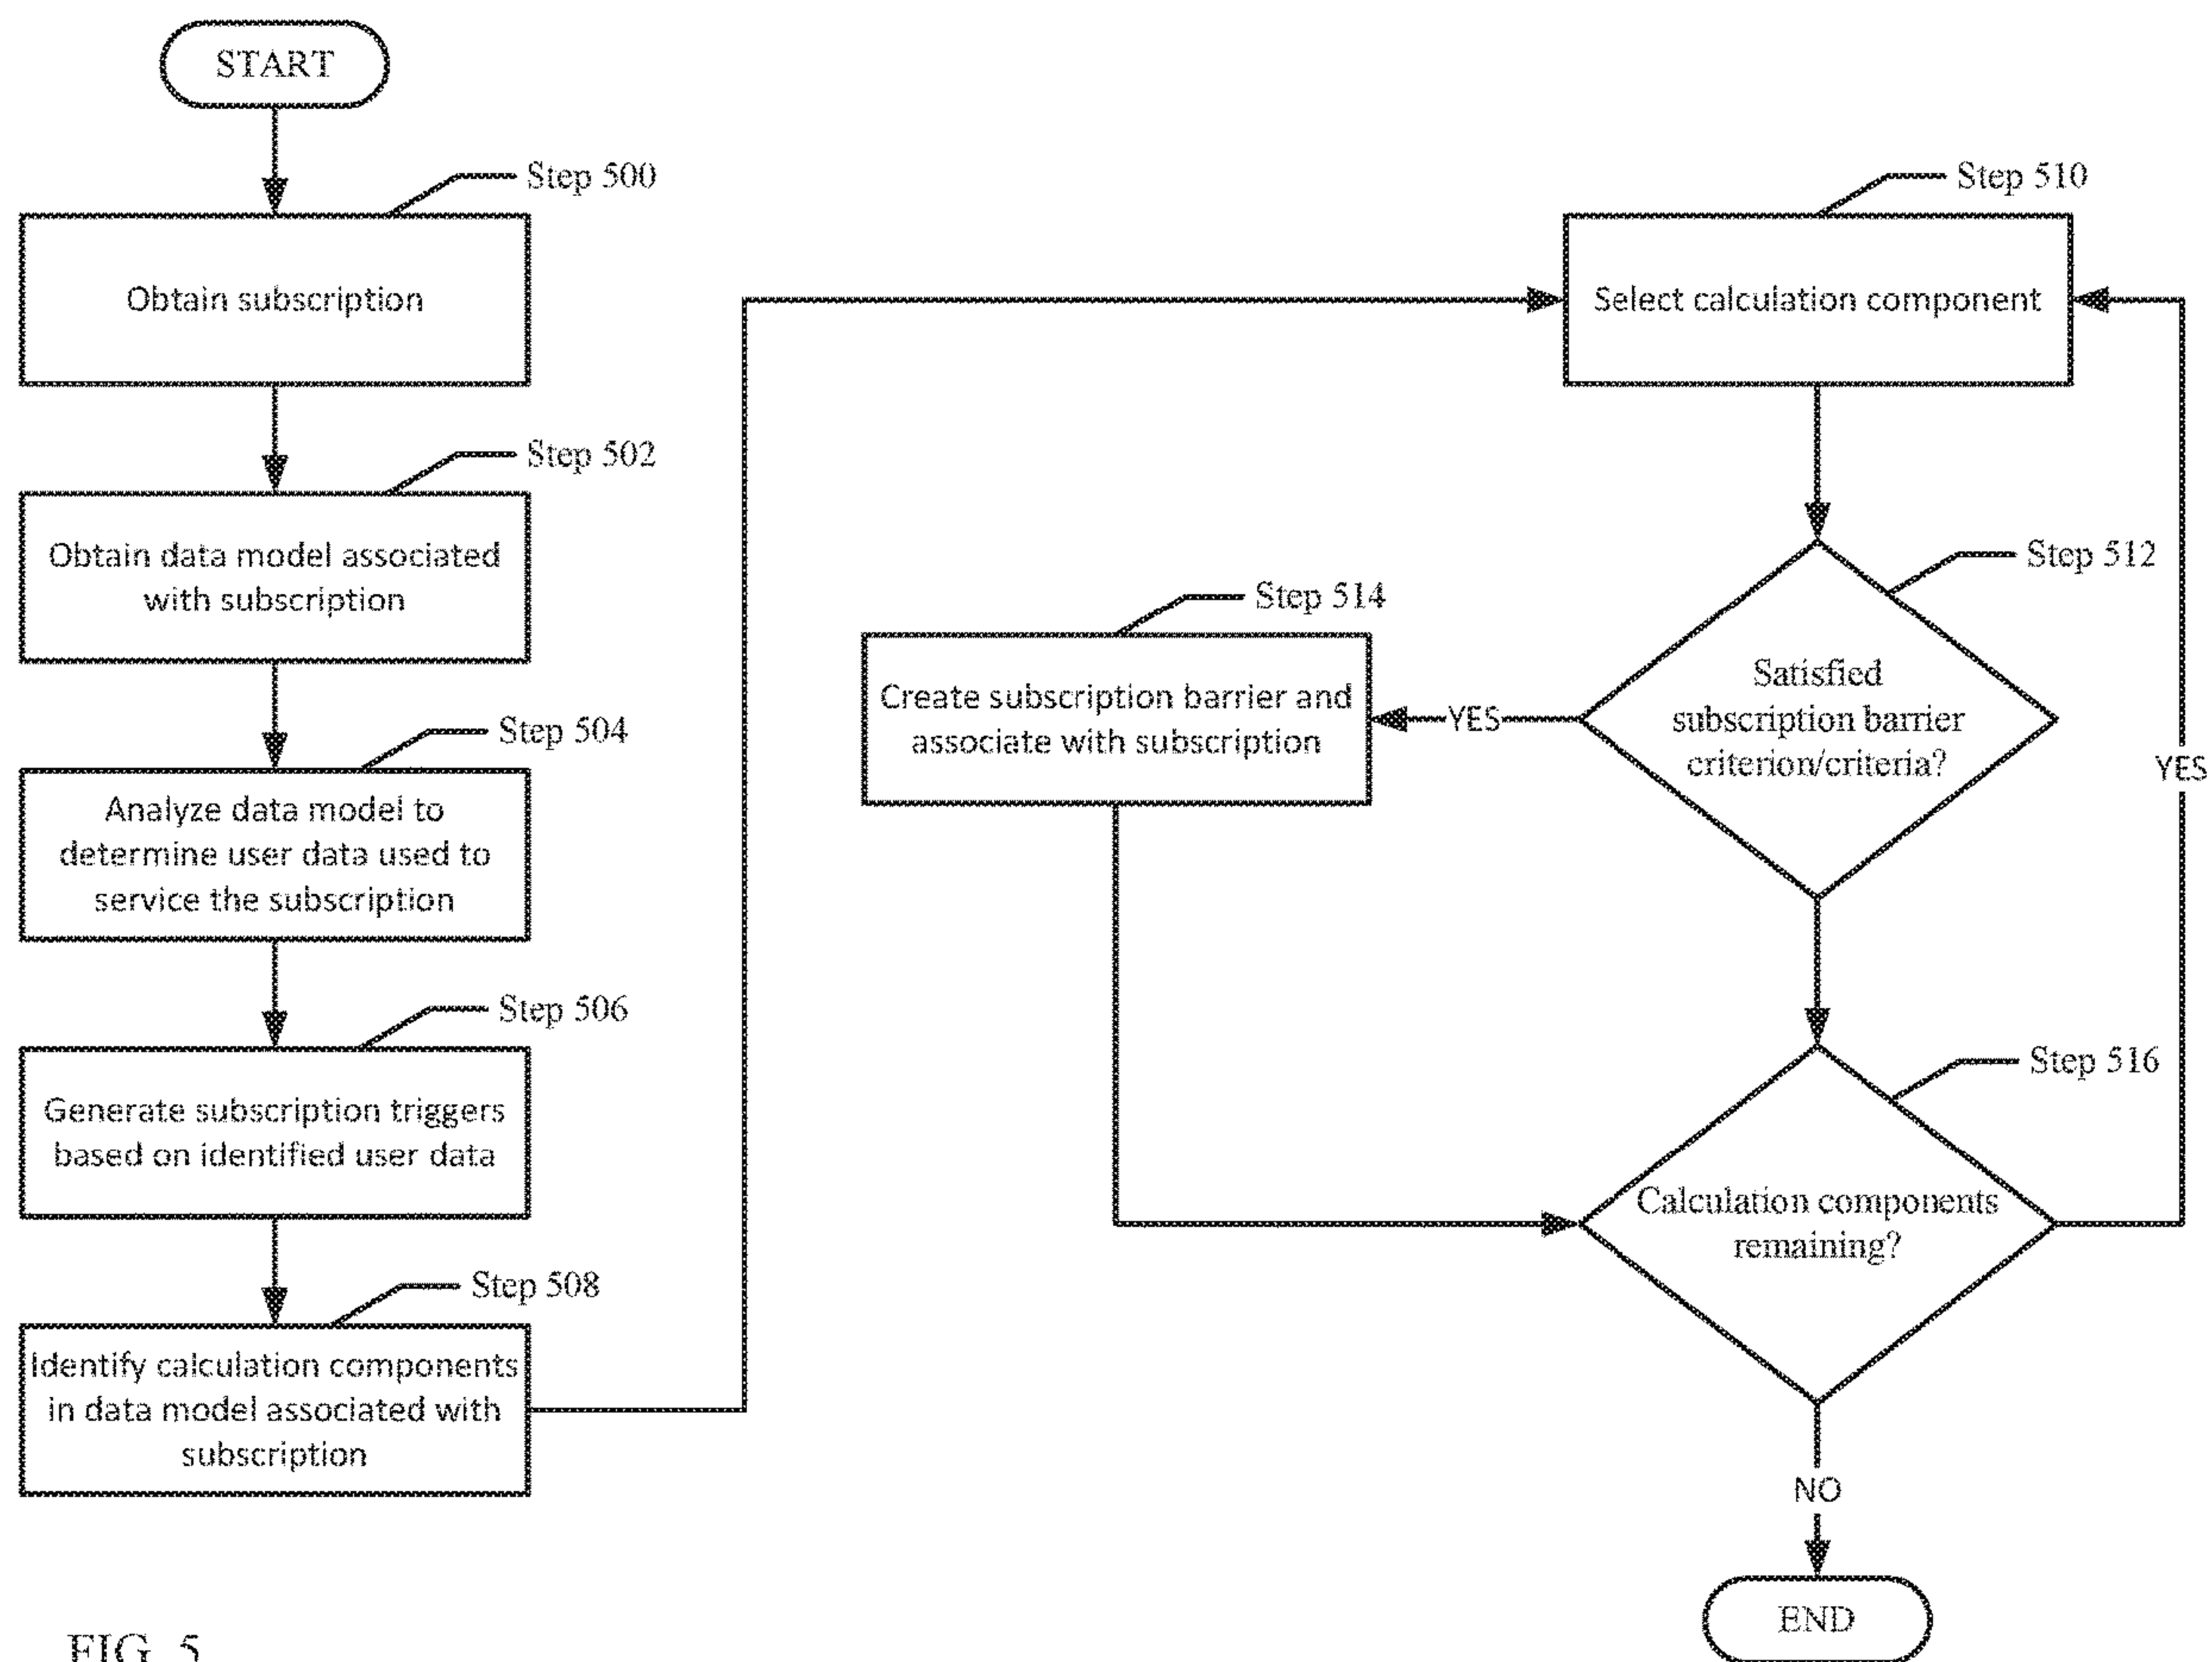 START
Step 500
Obtain subscription
Step 502
Obtain data model associated
with subscription
Step 504
Analyze data model to
determine user data used to
service the subscription
Step 506
Generate subscription triggers
based on identified user data
Step 508
Identify calculation components
in data model associated with
subscription
Step 510
Select calculation component
Step 512
Satisfied
subscription barrier
criterion/criteria?
YES
Step 514
Create subscription barrier and
associate with subscription
Step 516
Calculation components
remaining?
YES
NO
END
FIG. 5